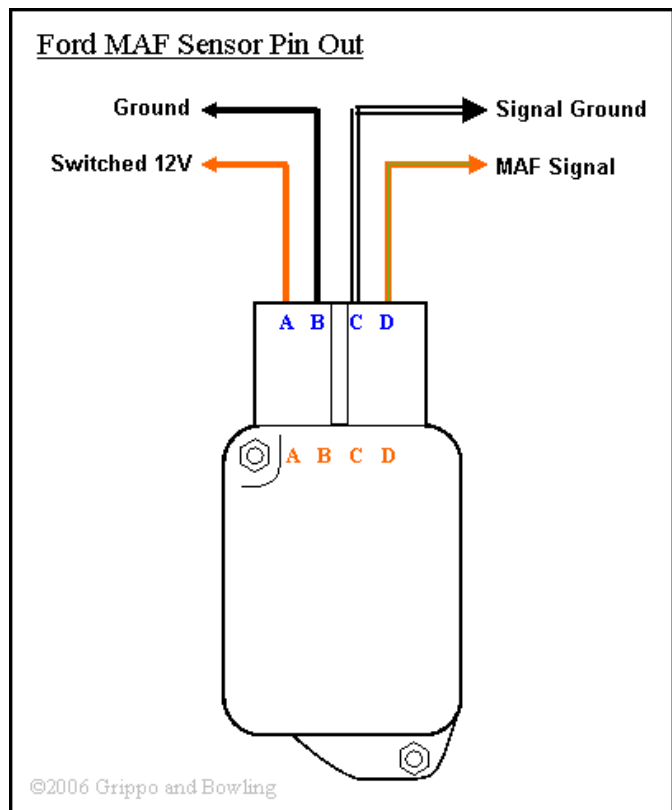 Ford MAF Sensor Pin Out
Ground
Signal Ground
Switched 12V
MAF Signal
A B C D
A B C D
©2006 Grippo and Bowling